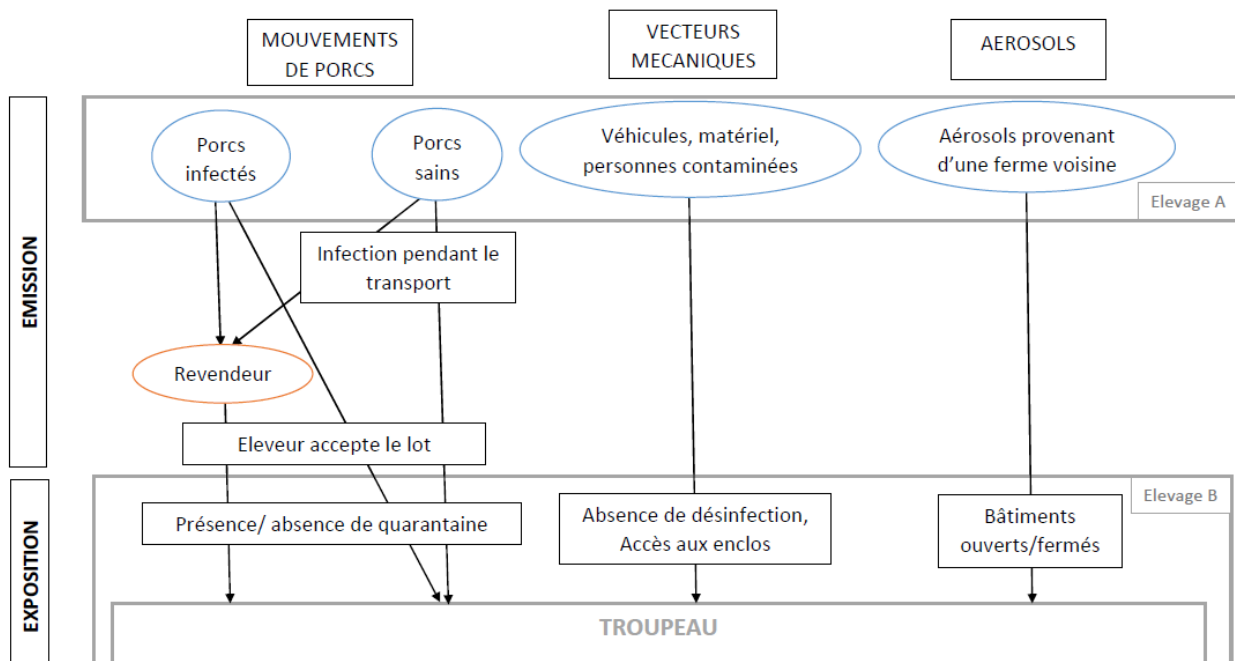 MOUVEMENTS
DE PORCS
VECTEURS
MECANIQUES
AEROSOLS
EMISSION
Porcs
infectés
Porcs
sains
Véhicules, matériel,
personnes contaminées
Aérosols provenant
d’une ferme voisine
Elevage A
Infection pendant le
transport
Revendeur
Eleveur accepte le lot
EXPOSITION
Elevage B
Présence/ absence de quarantaine
Absence de désinfection,
Accès aux enclos
Bâtiments
ouverts/fermés
TROUPEAU